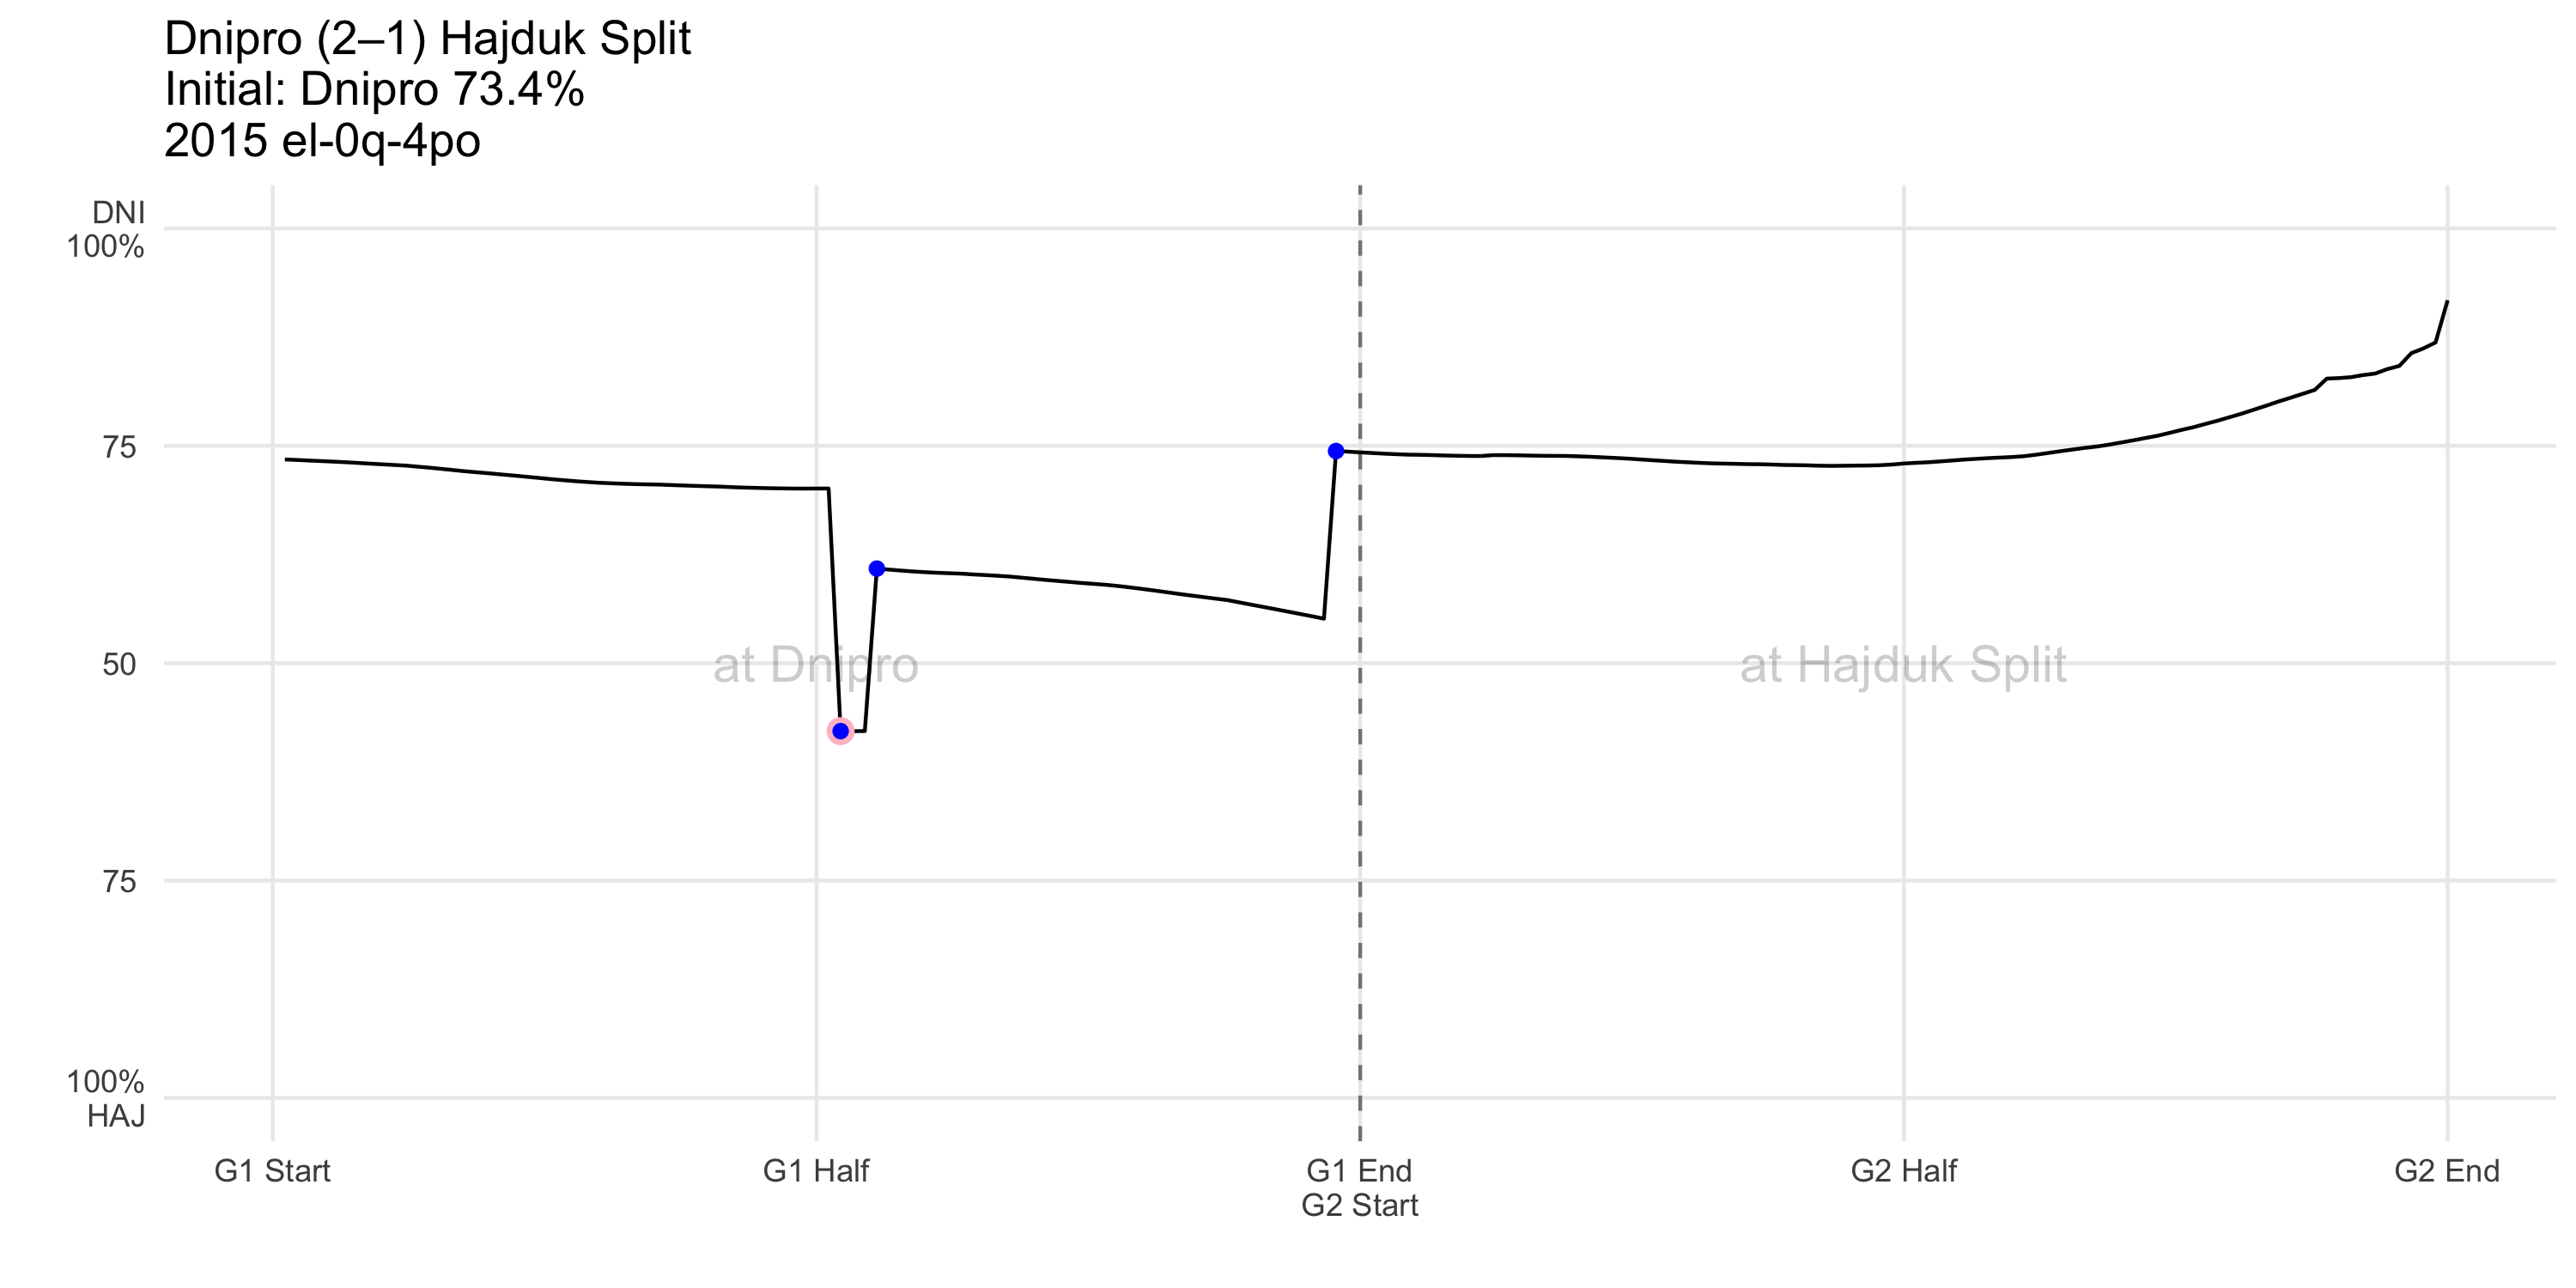 Dnipro (2–1) Hajduk Split
Initial: Dnipro 73.4%
2015 el-0q-4po
DNI
100%
75
50
75
100%
HAJ
at Dnipro
at Hajduk Split
G1 Start
G1 Half
G1 End
G2 Start
G2 Half
G2 End